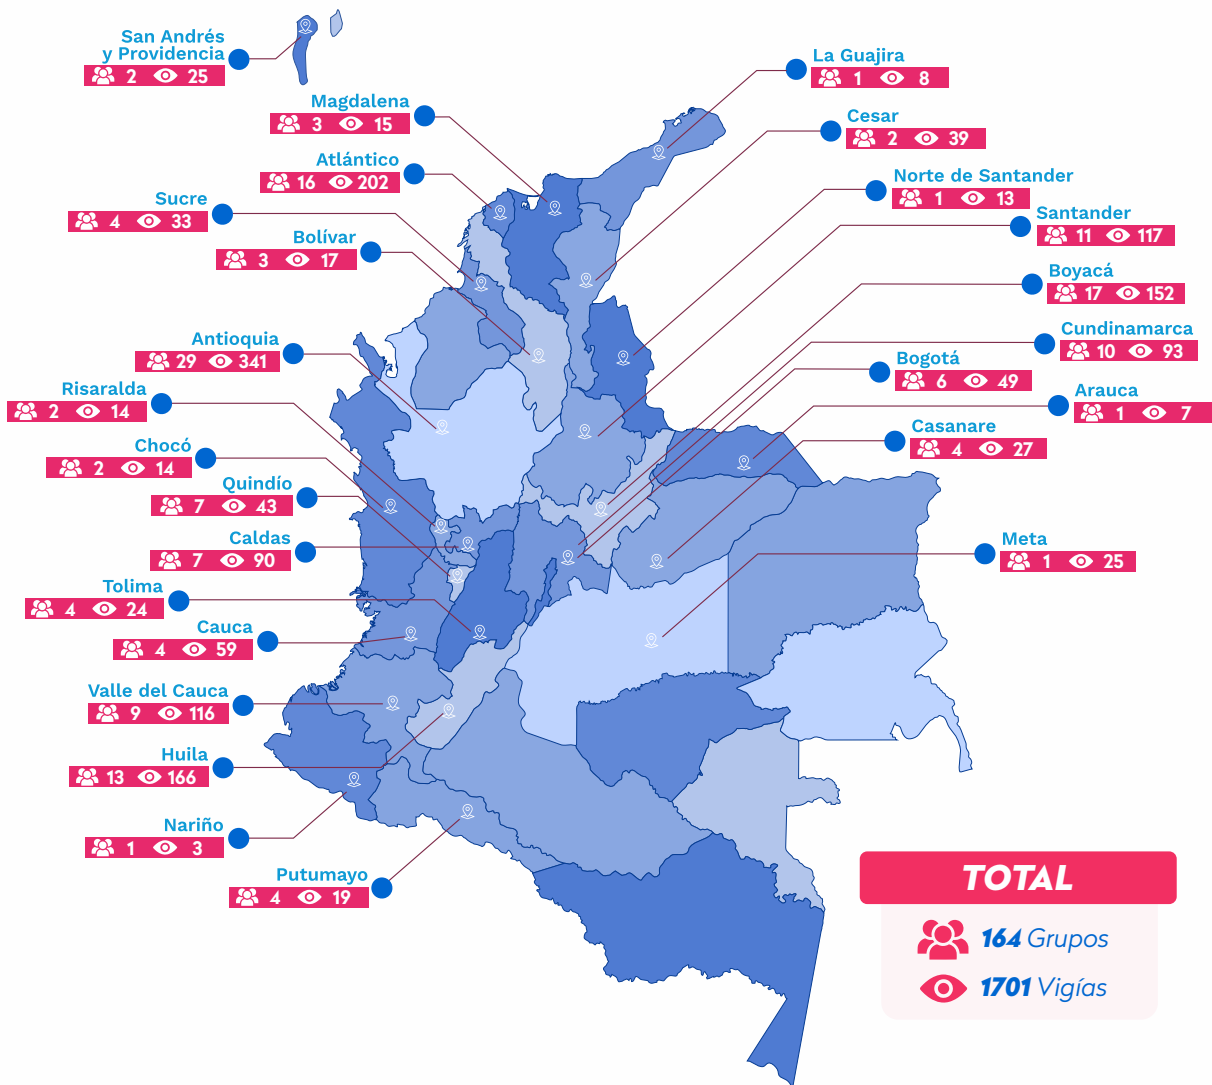 San Andrés
y Providencia
2 25
La Guajira
1 8
Magdalena
3 15
Cesar
2 39
Atlántico
16 202
Norte de Santander
1 13
Sucre
4 33
Santander
11 117
Bolívar
3 17
Boyacá
17 152
Antioquia
29 341
Cundinamarca
10 93
Bogotá
6 49
Risaralda
2 14
Arauca
1 7
Casanare
4 27
Chocó
2 14
Quindío
7 43
Caldas
7 90
Meta
1 25
Tolima
4 24
Cauca
4 59
Valle del Cauca
9 116
Huila
13 166
Nariño
1 3
Putumayo
4 19
TOTAL
164 Grupos
1701 Vigías